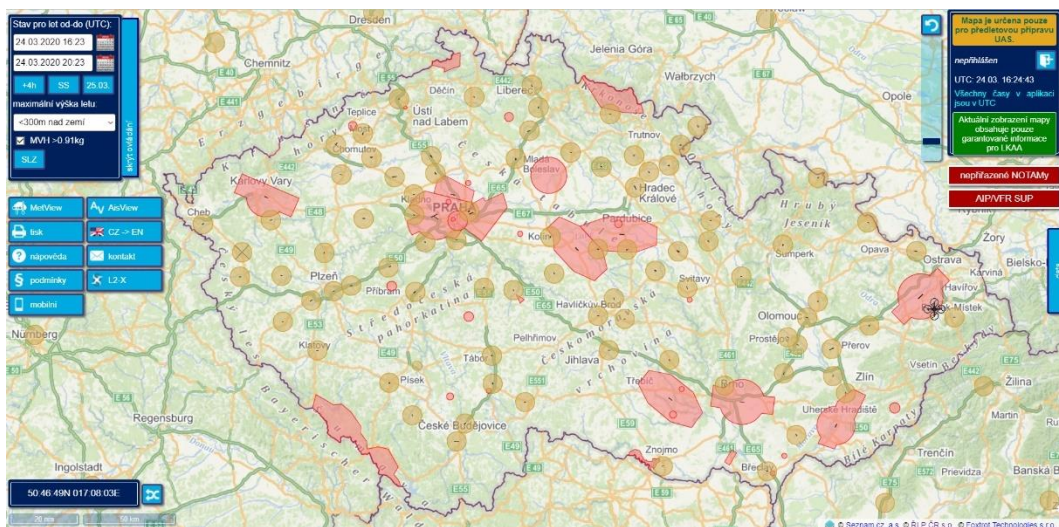 Stav pro let od-do (UTC):
24.03.2020 16:23
24.03.2020 20:23
+4h
SS
25.03.
maximální výška letu:
<300m nad zemí
MVH >0.91kg
SLZ
skrýt ovládání
MetView
AisView
tisk
CZ -> EN
nápověda
kontakt
podmínky
L2-X
mobilní
Mapa je určena pouze
pro předletovou přípravu
UAS.
nepřihlášen
UTC: 24.03. 16:24:43
Všechny časy v aplikaci
jsou v UTC
Aktuální zobrazení mapy
obsahuje pouze
garantované informace
pro LKAA
nepřiřazené NOTAMy
AIP/VFR SUP
Dresden
Chemnitz
Jelenia Góra
Wałbrzych
Opole
Děčín
Liberec
Teplice
Ústí
nad Labem
Most
Chomutov
Trutnov
Mladá
Boleslav
Karlovy Vary
Cheb
Kladno
PRAHA
Hradec
Králové
Pardubice
Kolín
Hrubý
Jeseník
Šumperk
Opava
Ostrava
Karviná
Havířov
Żory
Bielsko-
Plzeň
Příbram
Středočeská
pahorkatina
Havlíčkův Brod
Svitavy
Olomouc
Prostějov
Přerov
Nürnberg
Klatovy
Tábor
Pelhřimov
Jihlava
Českomoravská
vrchovina
Písek
Třebíč
Brno
Zlín
Vsetín
Žilina
Martin
Regensburg
České Budějovice
Uherské Hradiště
Bílé Karpaty
Trenčín
Prievidza
Znojmo
Břeclav
Ingolstadt
Banská B
50:46:49N 017:08:03E
20 nmi
50 km
© Seznam.cz, a.s. © ŘLP ČR s.p. © Foxtrot Technologies s.r.o.